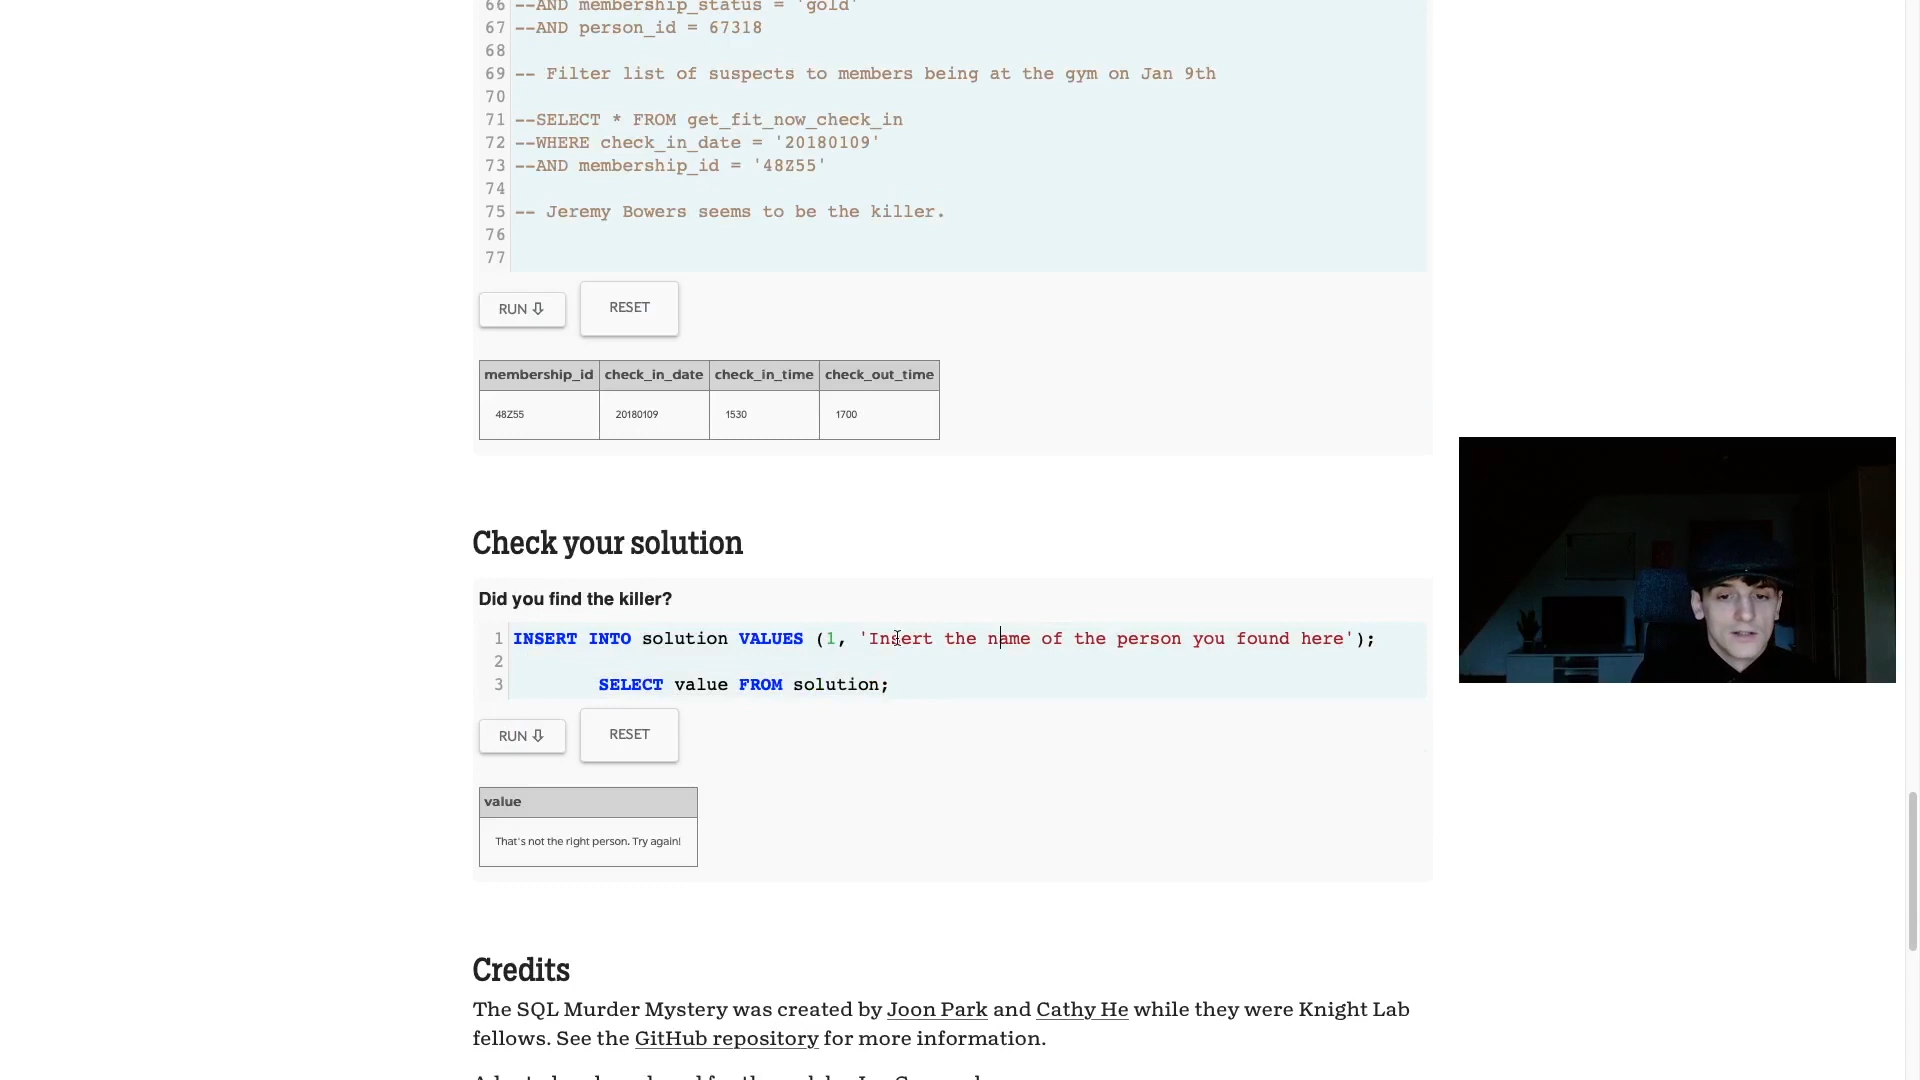 66 --AND membership_status = 'gold'
67 --AND person_id = 67318
68
69 -- Filter list of suspects to members being at the gym on Jan 9th
70
71 --SELECT * FROM get_fit_now_check_in
72 --WHERE check_in_date = '20180109'
73 --AND membership_id = '48Z55'
74
75 -- Jeremy Bowers seems to be the killer.
76
77
RUN ⇩ RESET
membership_id check_in_date check_in_time check_out_time
48Z55 20180109 1530 1700
Check your solution
Did you find the killer?
1 INSERT INTO solution VALUES (1, 'Insert the name of the person you found here');
2
3 SELECT value FROM solution;
RUN ⇩ RESET
value
That's not the right person. Try again!
Credits
The SQL Murder Mystery was created by Joon Park and Cathy He while they were Knight Lab
fellows. See the GitHub repository for more information.